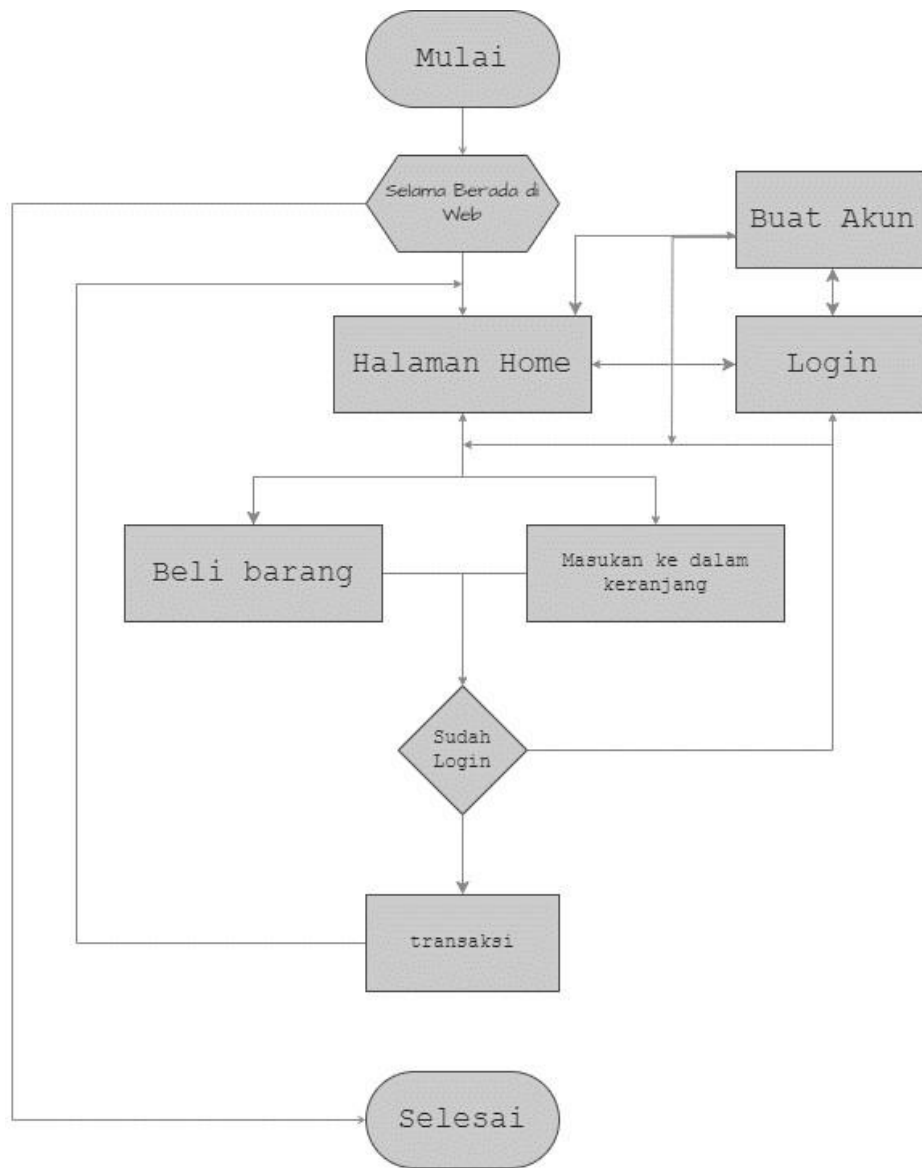 Mulai
Selama Berada di
Web
Buat Akun
Halaman Home
Login
Beli barang
Masukan ke dalam
keranjang
Sudah
Login
transaksi
Selesai